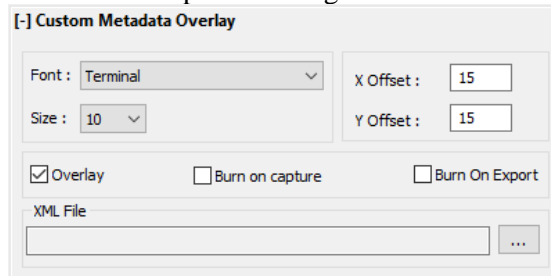 [-] Custom Metadata Overlay
Font : Terminal
X Offset : 15
Size : 10
Y Offset : 15
Overlay Burn on capture Burn On Export
XML File
...